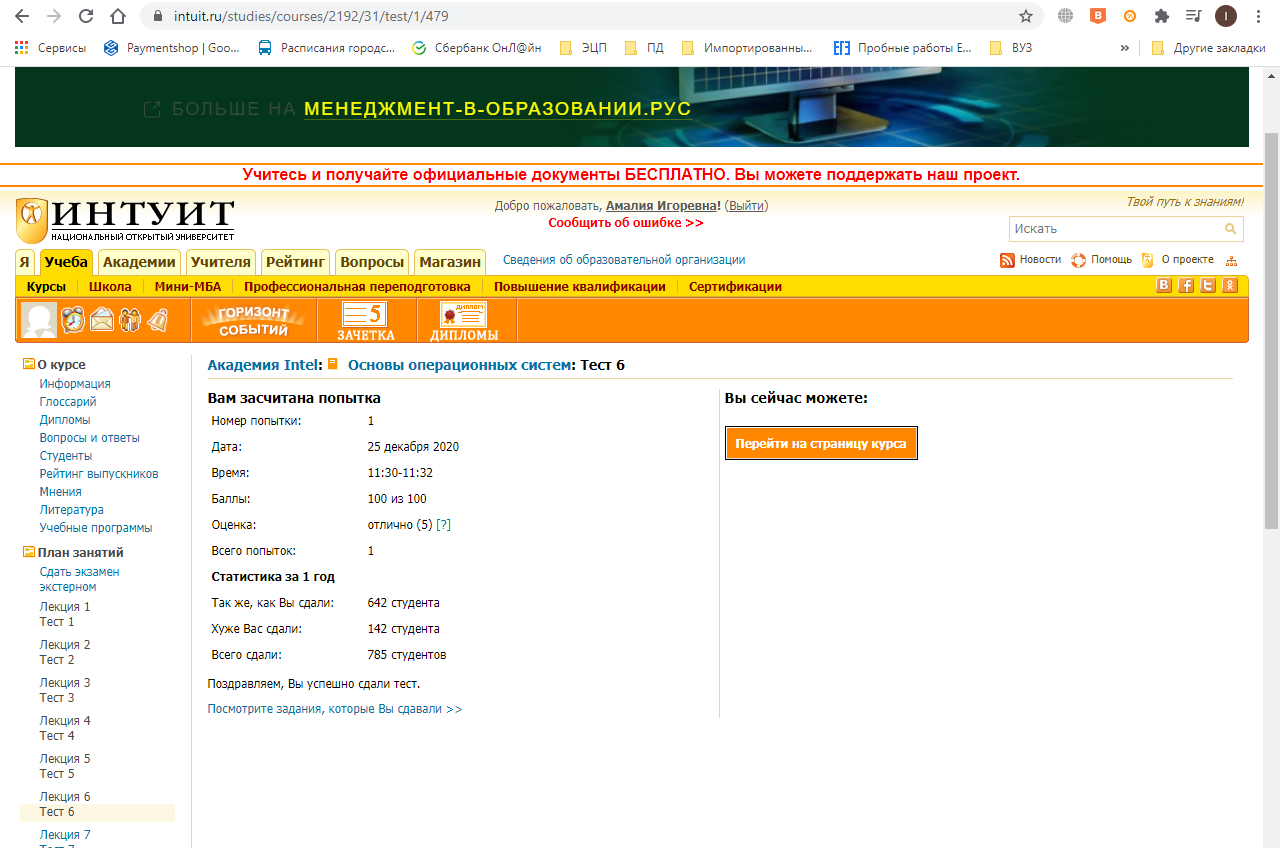 intuit.ru/studies/courses/2192/31/test/1/479
Сервисы Paymentshop | Goo... Расписания городс... Сбербанк ОнЛ@йн ЭЦП ПД Импортированны... Пробные работы Е... ВУЗ » Другие закладки
БОЛЬШЕ НА МЕНЕДЖМЕНТ-В-ОБРАЗОВАНИИ.РУС
Учитесь и получайте официальные документы БЕСПЛАТНО. Вы можете поддержать наш проект.
ИНТУИТ
НАЦИОНАЛЬНЫЙ ОТКРЫТЫЙ УНИВЕРСИТЕТ
Добро пожаловать, Амалия Игоревна! (Выйти)
Сообщить об ошибке >>
Твой путь к знаниям!
Искать
Я Учеба Академии Учителя Рейтинг Вопросы Магазин Сведения об образовательной организации Новости Помощь О проекте
Курсы Школа Мини-МБА Профессиональная переподготовка Повышение квалификации Сертификации
ГОРИЗОНТ СОБЫТИЙ
5 ЗАЧЕТКА
ДИПЛОМ ДИПЛОМЫ
О курсе
Информация
Глоссарий
Дипломы
Вопросы и ответы
Студенты
Рейтинг выпускников
Мнения
Литература
Учебные программы
План занятий
Сдать экзамен
экстерном
Лекция 1
Тест 1
Лекция 2
Тест 2
Лекция 3
Тест 3
Лекция 4
Тест 4
Лекция 5
Тест 5
Лекция 6
Тест 6
Лекция 7
Академия Intel: Основы операционных систем: Тест 6
Вам засчитана попытка
Номер попытки: 1
Дата: 25 декабря 2020
Время: 11:30-11:32
Баллы: 100 из 100
Оценка: отлично (5) [?]
Всего попыток: 1
Статистика за 1 год
Так же, как Вы сдали: 642 студента
Хуже Вас сдали: 142 студента
Всего сдали: 785 студентов
Поздравляем, Вы успешно сдали тест.
Посмотрите задания, которые Вы сдавали >>
Вы сейчас можете:
Перейти на страницу курса